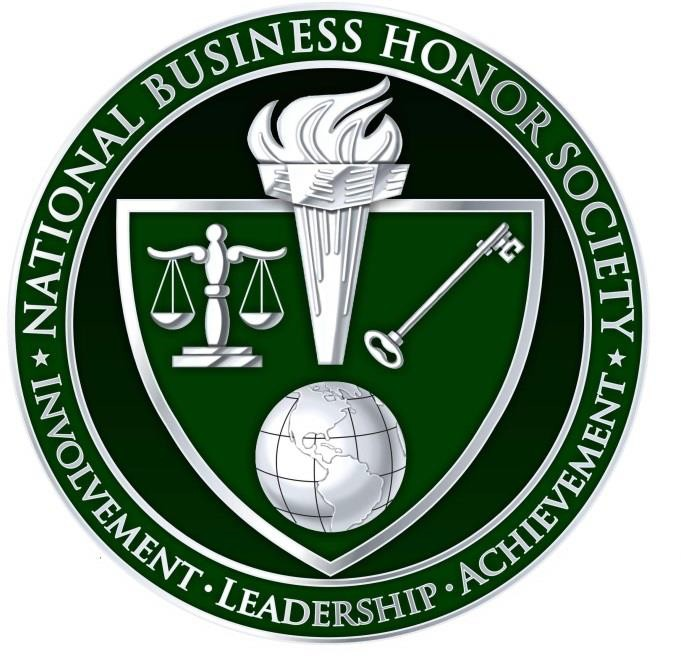 NATIONAL BUSINESS HONOR SOCIETY
INVOLVEMENT · LEADERSHIP · ACHIEVEMENT